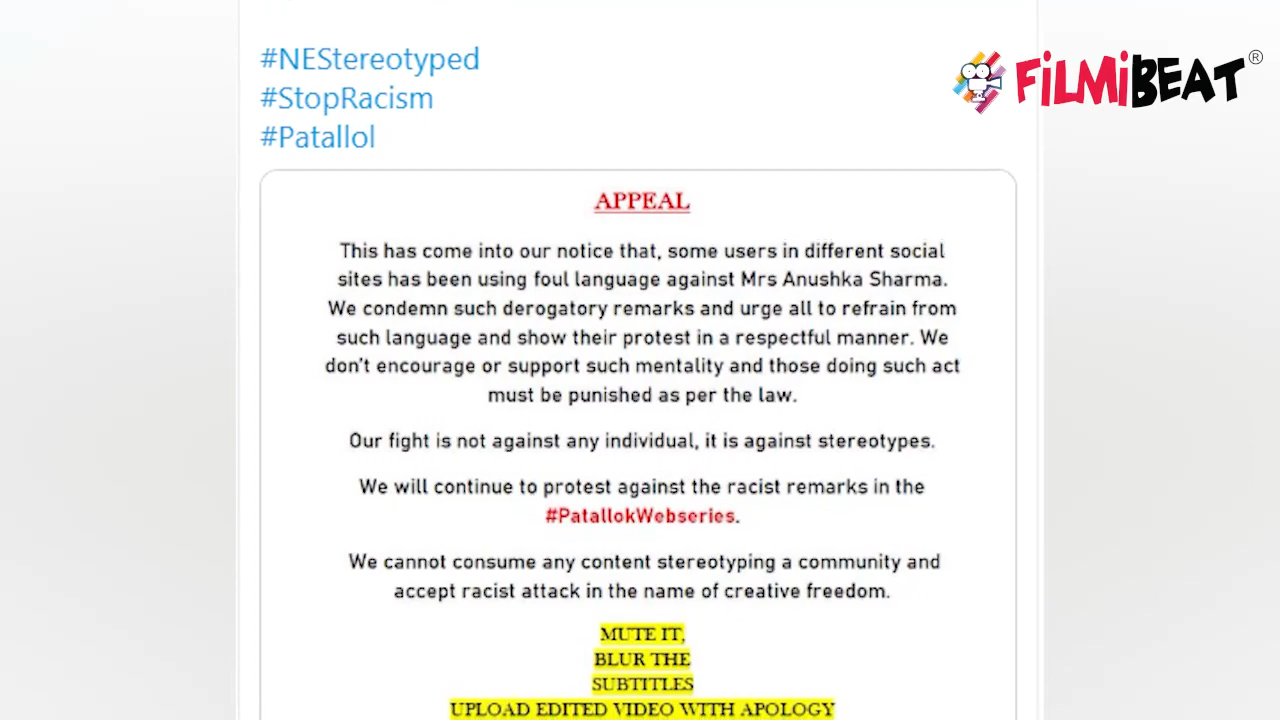 #NEStereotyped
#StopRacism
#Patallol
FiLMiBEAT®
APPEAL
This has come into our notice that, some users in different social
sites has been using foul language against Mrs Anushka Sharma.
We condemn such derogatory remarks and urge all to refrain from
such language and show their protest in a respectful manner. We
don't encourage or support such mentality and those doing such act
must be punished as per the law.
Our fight is not against any individual, it is against stereotypes.
We will continue to protest against the racist remarks in the
#PatallokWebseries.
We cannot consume any content stereotyping a community and
accept racist attack in the name of creative freedom.
MUTE IT,
BLUR THE
SUBTITLES
UPLOAD EDITED VIDEO WITH APOLOGY